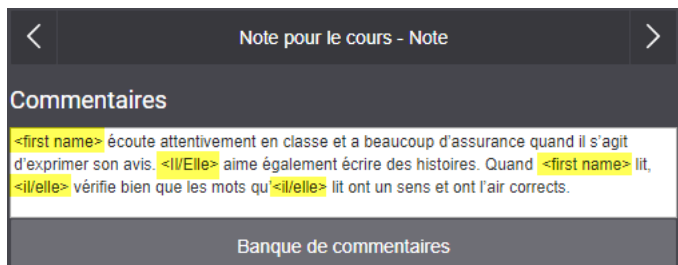 Note pour le cours - Note
Commentaires
<first name> écoute attentivement en classe et a beaucoup d'assurance quand il s'agit
d'exprimer son avis. <Il/Elle> aime également écrire des histoires. Quand <first name> lit,
<il/elle> vérifie bien que les mots qu'<il/elle> lit ont un sens et ont l'air corrects.
Banque de commentaires